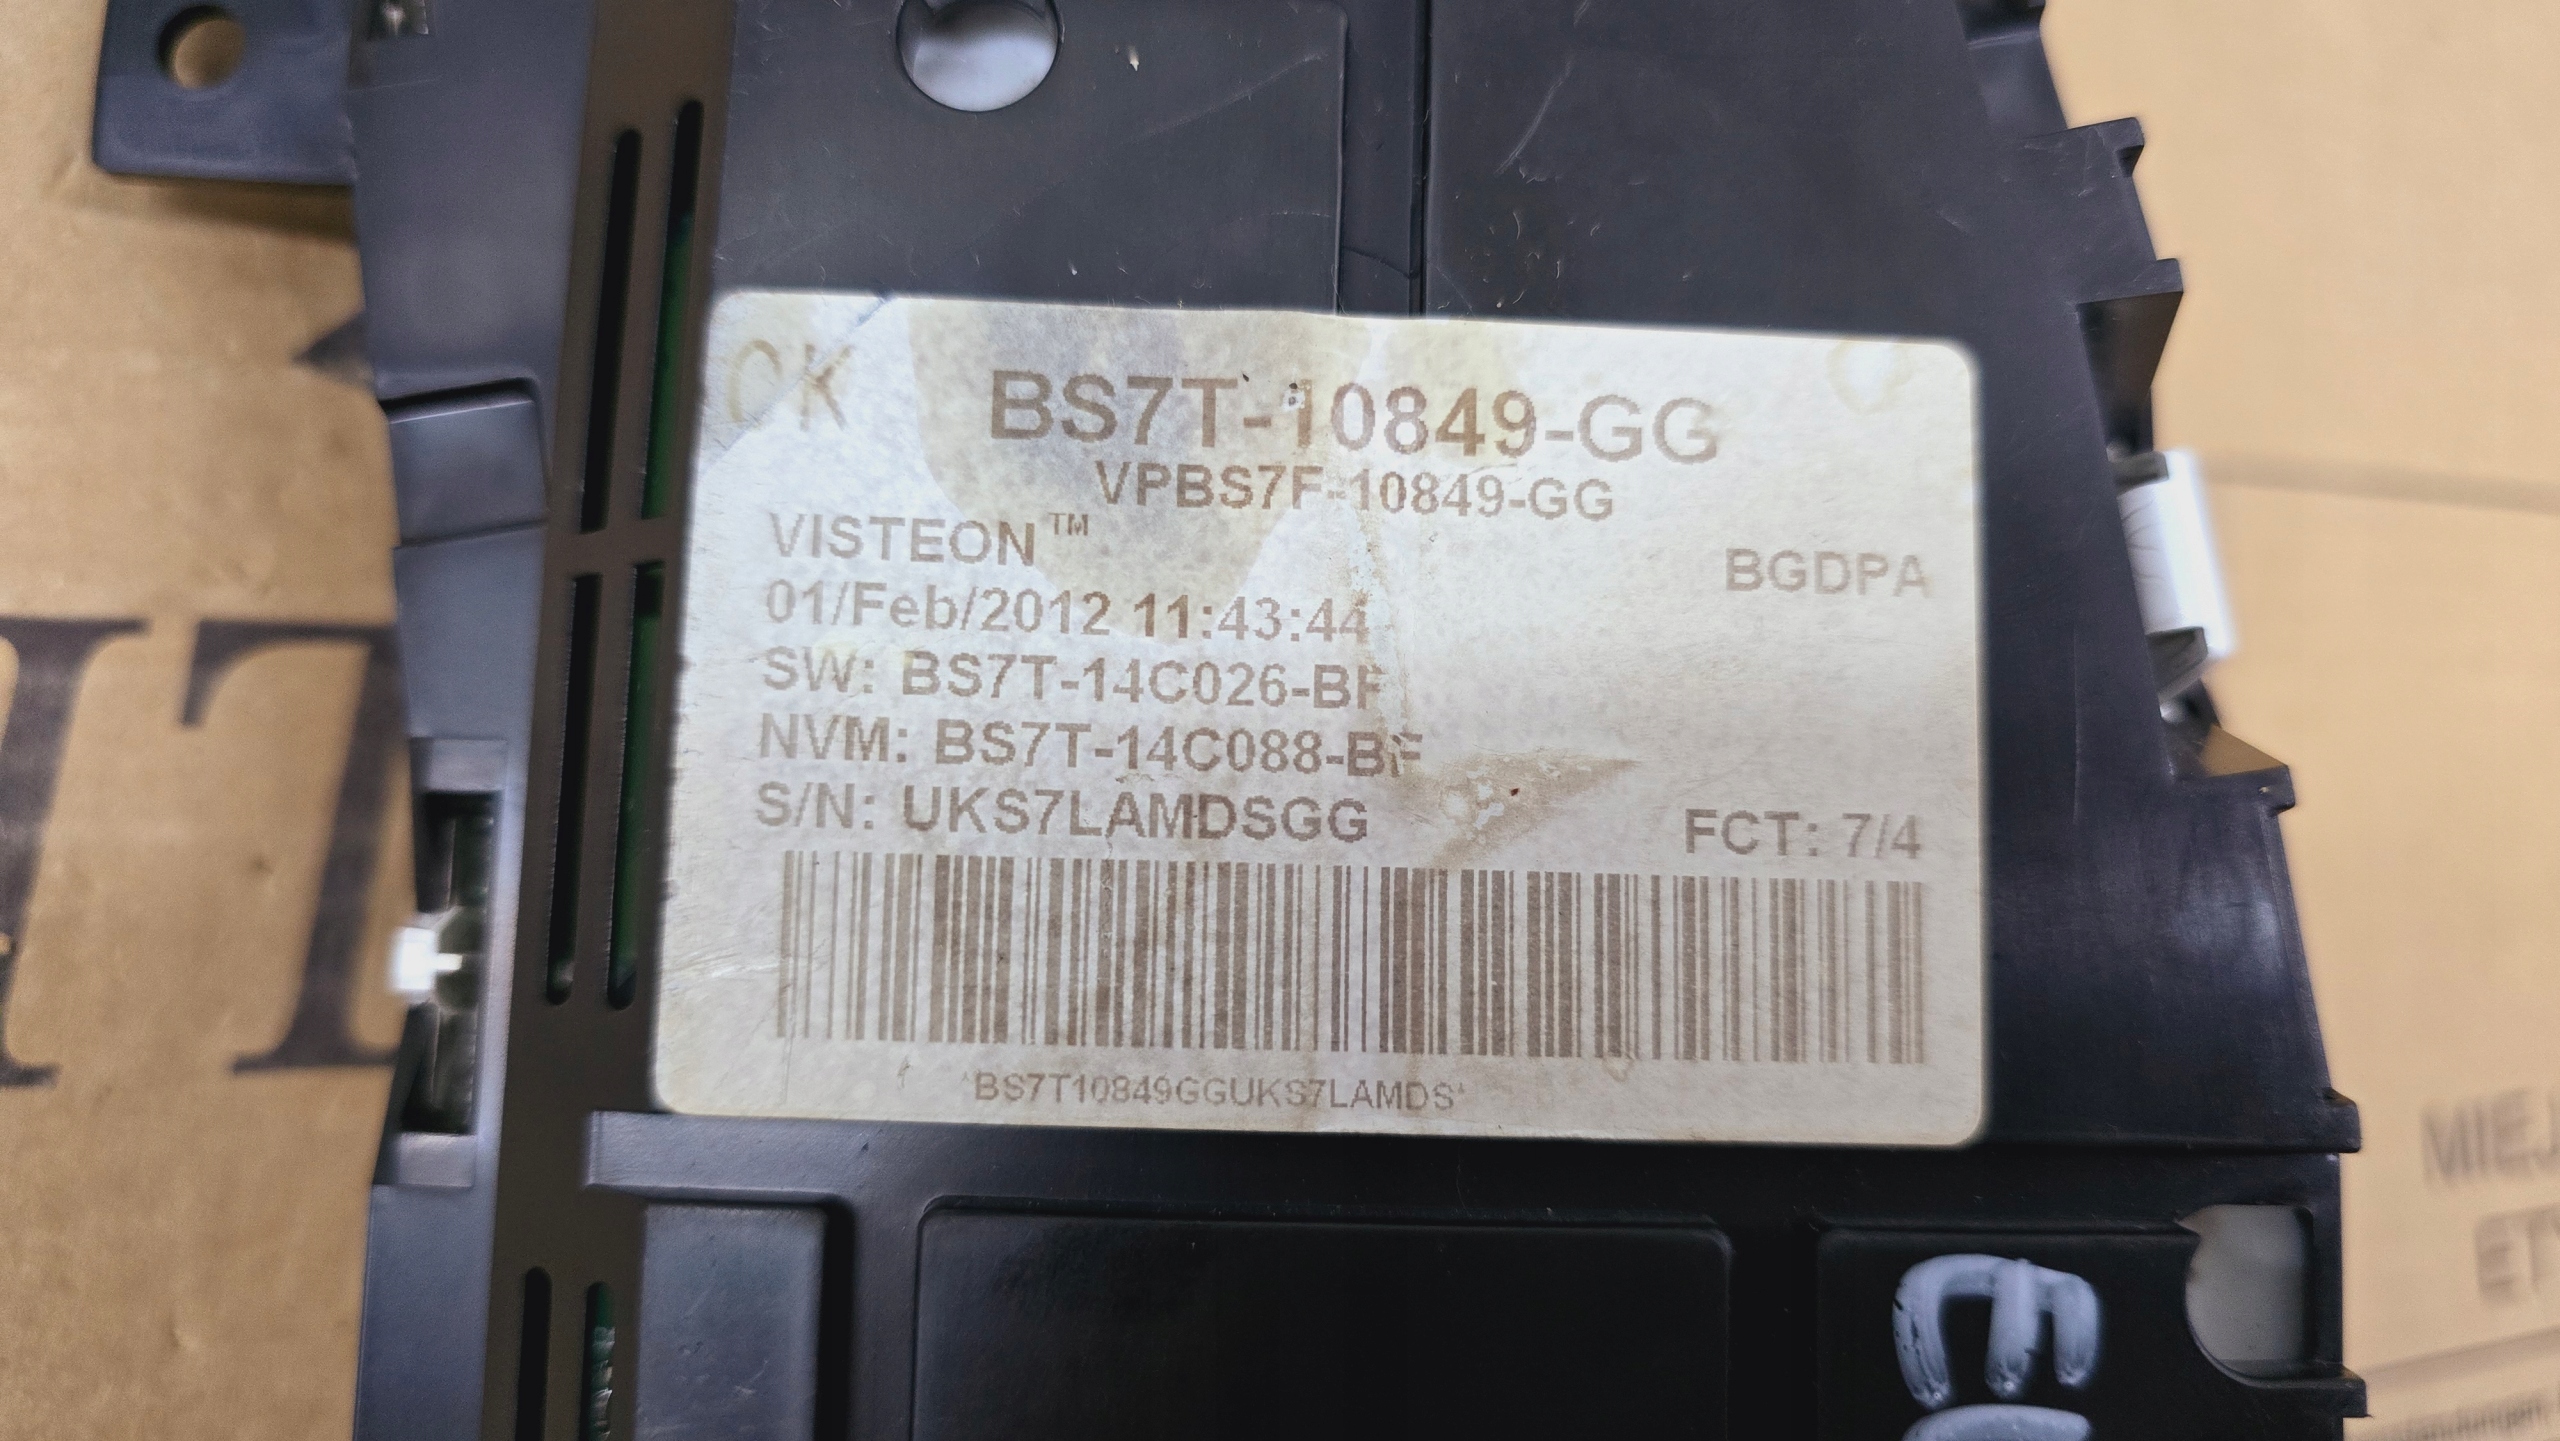 OK
BS7T-10849-GG
VPBS7F-10849-GG
VISTEON™
BGDPA
01/Feb/2012 11:43:44
SW: BS7T-14C026-BF
NVM: BS7T-14C088-BF
S/N: UKS7LAMDSGG
FCT: 7/4
*BS7T10849GGUKS7LAMDS*